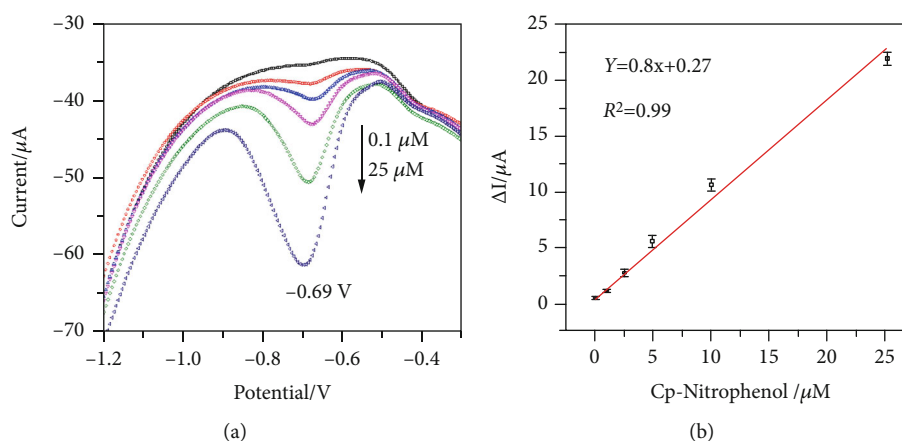 −30
−40
−50
−60
−70
Current/μA
−1.2
−1.0
−0.8
−0.6
−0.4
Potential/V
0.1 μM
25 μM
−0.69 V
(a)
25
20
15
10
5
0
ΔI/μA
Y=0.8x+0.27
R²=0.99
0
5
10
15
20
25
Cp-Nitrophenol /μM
(b)